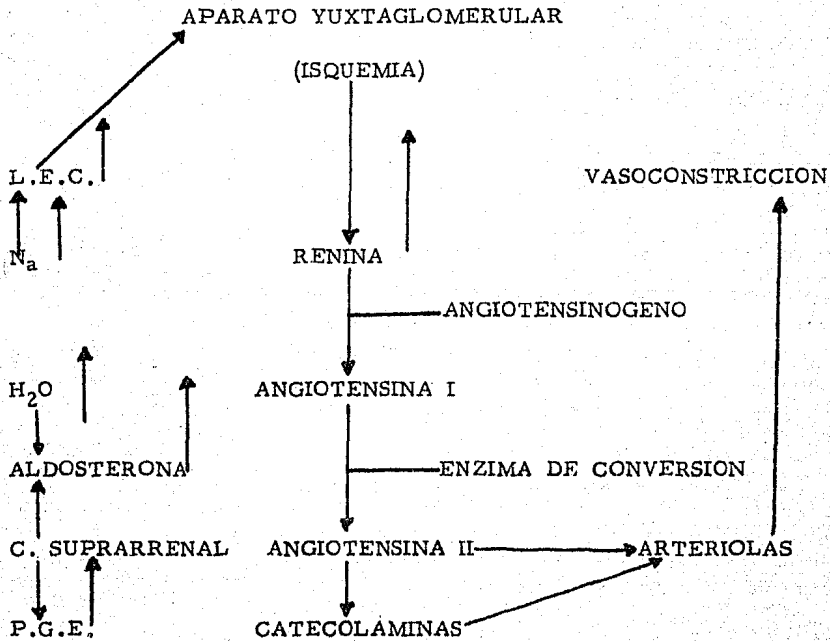 APARATO YUXTAGLOMERULAR
(ISQUEMIA)
L.E.C. VASOCONSTRICCION
Na RENINA
ANGIOTENSINOGENO
H2O ANGIOTENSINA I
ALDOSTERONA ENZIMA DE CONVERSION
C. SUPRARRENAL ANGIOTENSINA II ARTERIOLAS
P.G.E. CATECOLAMINAS